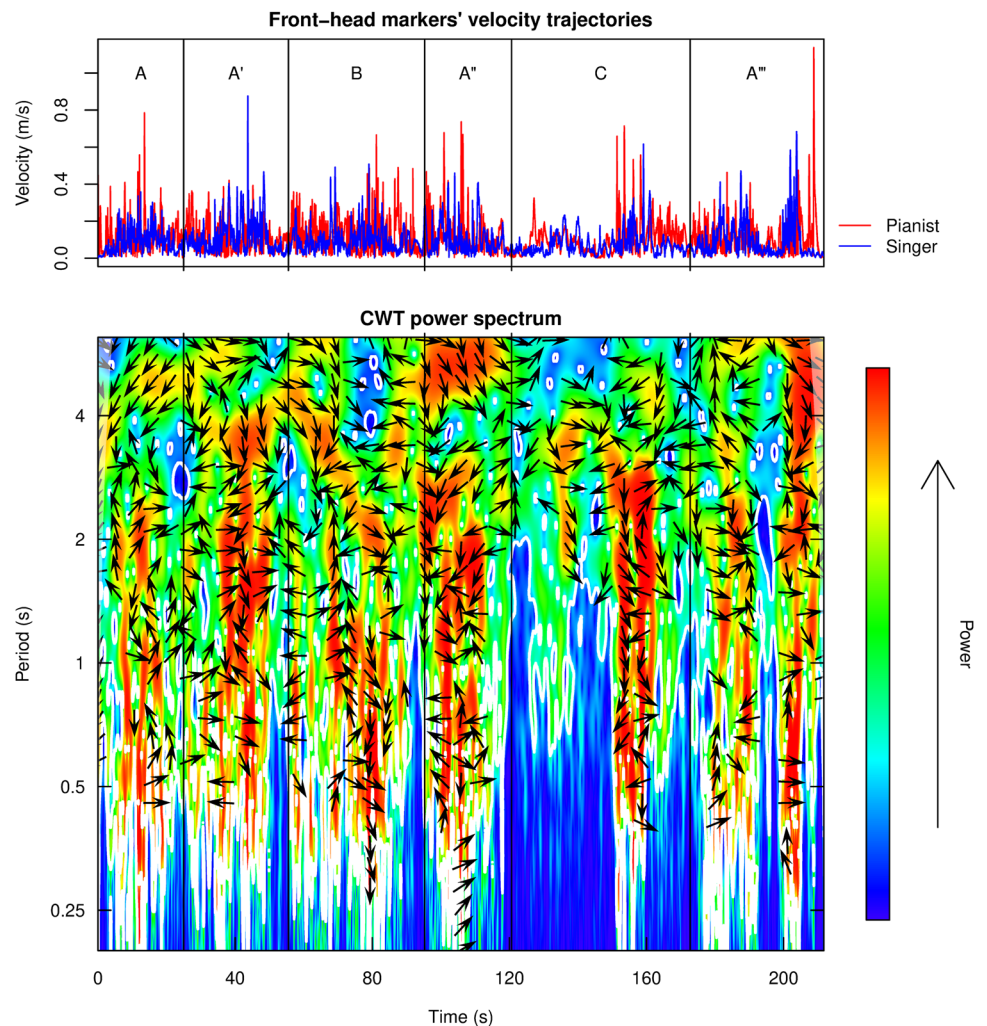 Front−head markers' velocity trajectories
A A' B A'' C A'''
Velocity (m/s)
0.8
0.4
0.0
Pianist
Singer
CWT power spectrum
Period (s)
4
2
1
0.5
0.25
Power
0 40 80 120 160 200
Time (s)